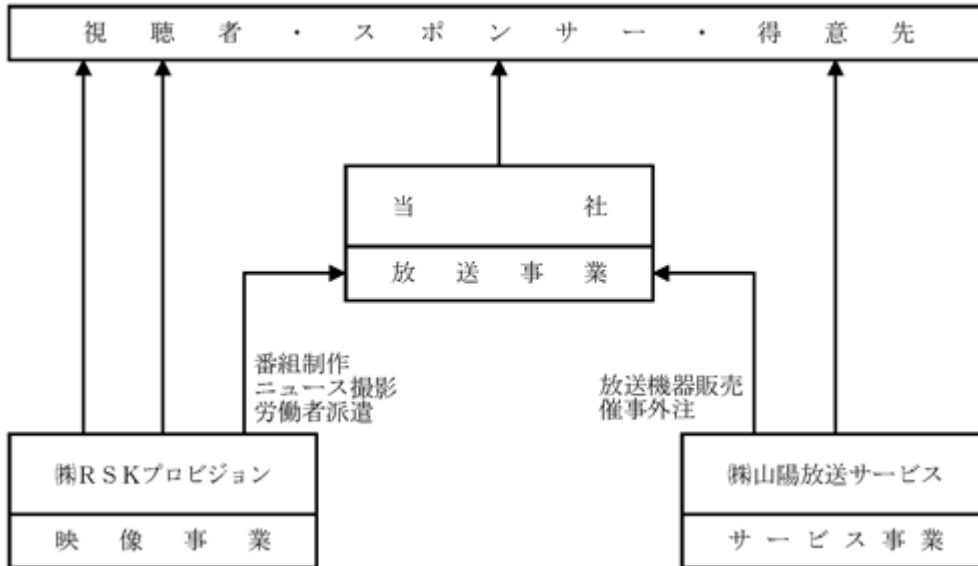 視聴者・スポンサー・得意先
当社
放送事業
番組制作
ニュース撮影
労働者派遣
放送機器販売
催事外注
㈱RSKプロビジョン
映像事業
㈱山陽放送サービス
サービス事業